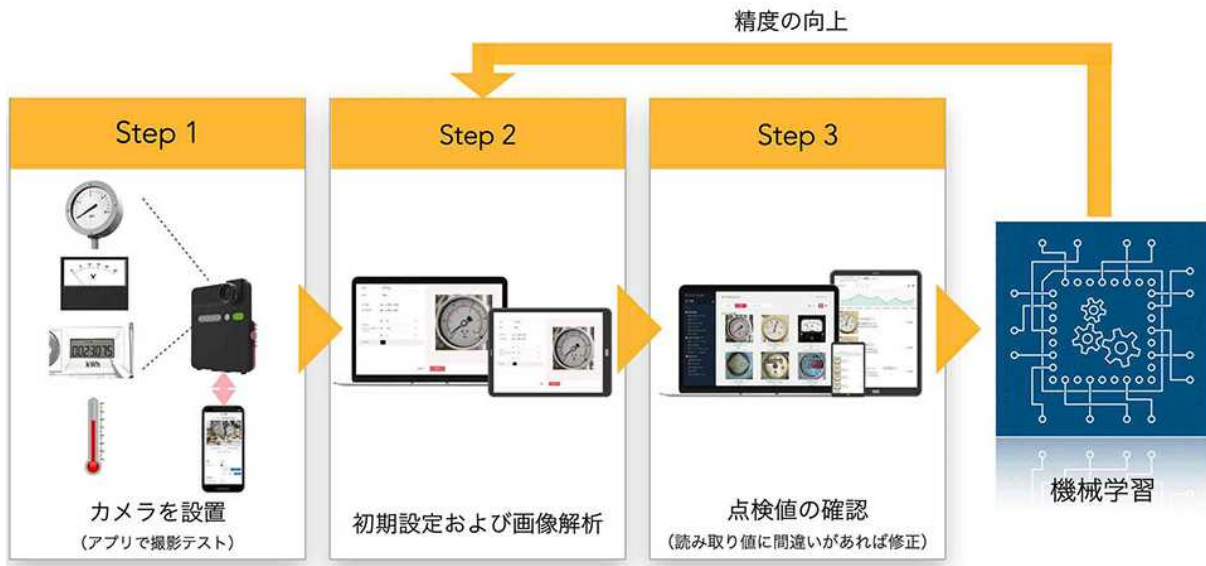 精度の向上
Step 1
Step 2
Step 3
V
0023075
kWh
カメラを設置
（アプリで撮影テスト）
初期設定および画像解析
点検値の確認
（読み取り値に間違いがあれば修正）
機械学習